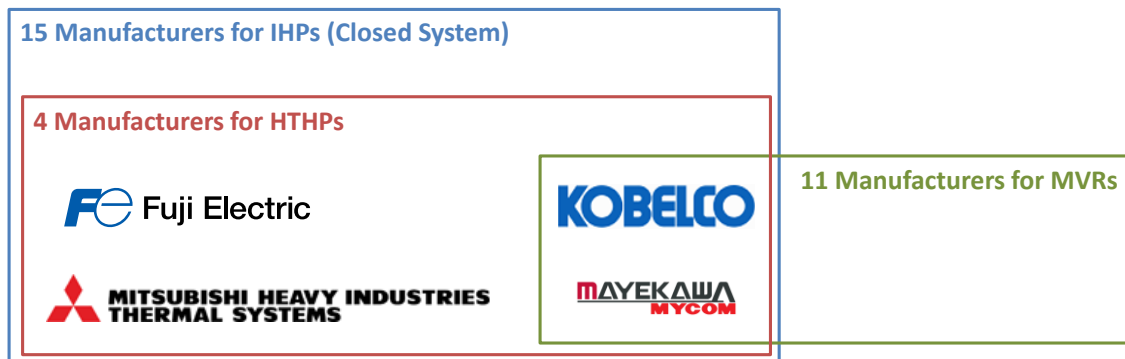 15 Manufacturers for IHPs (Closed System)
4 Manufacturers for HTHPs
Fe Fuji Electric
KOBELCO
11 Manufacturers for MVRs
MITSUBISHI HEAVY INDUSTRIES
THERMAL SYSTEMS
MAYEKAWA
MYCOM